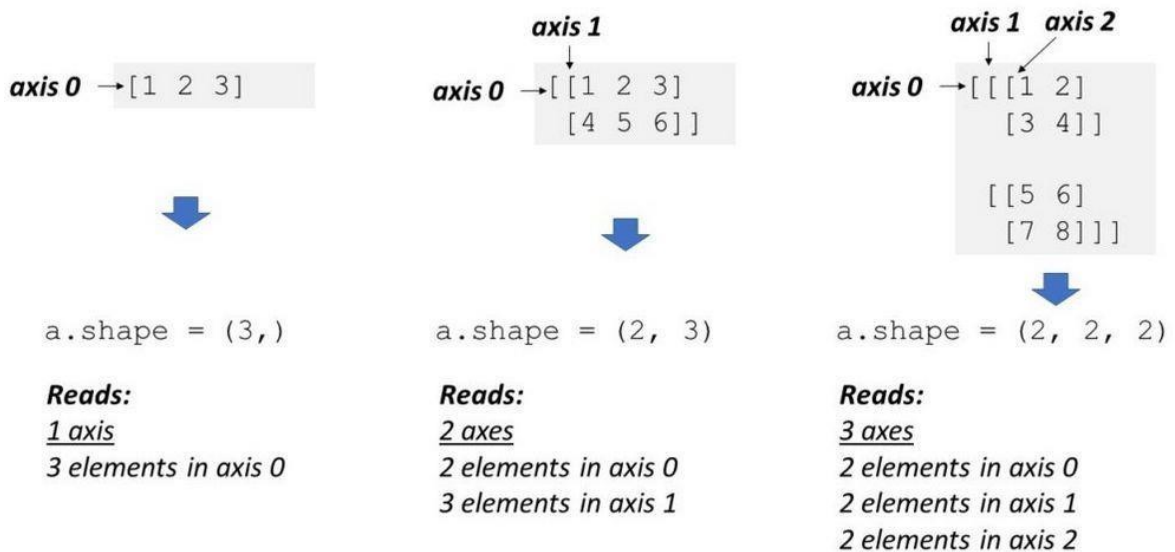 axis 0
[1 2 3]
a.shape = (3,)
Reads:
1 axis
3 elements in axis 0
axis 1
axis 0
[[1 2 3]
[4 5 6]]
a.shape = (2, 3)
Reads:
2 axes
2 elements in axis 0
3 elements in axis 1
axis 1 axis 2
axis 0
[[[1 2]
[3 4]]
[[5 6]
[7 8]]]
a.shape = (2, 2, 2)
Reads:
3 axes
2 elements in axis 0
2 elements in axis 1
2 elements in axis 2